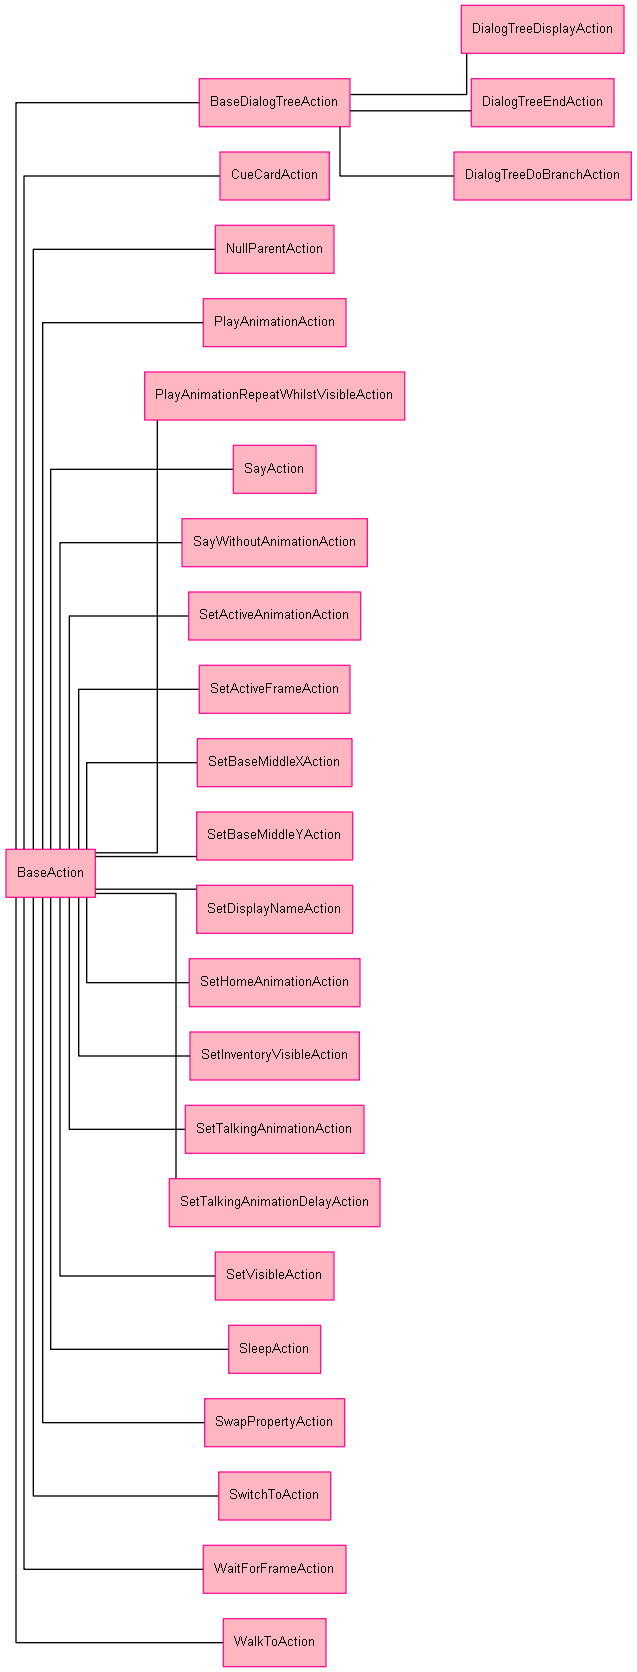 DialogTreeDisplayAction
BaseDialogTreeAction
DialogTreeEndAction
CueCardAction
DialogTreeDoBranchAction
NullParentAction
PlayAnimationAction
PlayAnimationRepeatWhilstVisibleAction
SayAction
SayWithoutAnimationAction
SetActiveAnimationAction
SetActiveFrameAction
SetBaseMiddleXAction
SetBaseMiddleYAction
BaseAction
SetDisplayNameAction
SetHomeAnimationAction
SetInventoryVisibleAction
SetTalkingAnimationAction
SetTalkingAnimationDelayAction
SetVisibleAction
SleepAction
SwapPropertyAction
SwitchToAction
WaitForFrameAction
WalkToAction